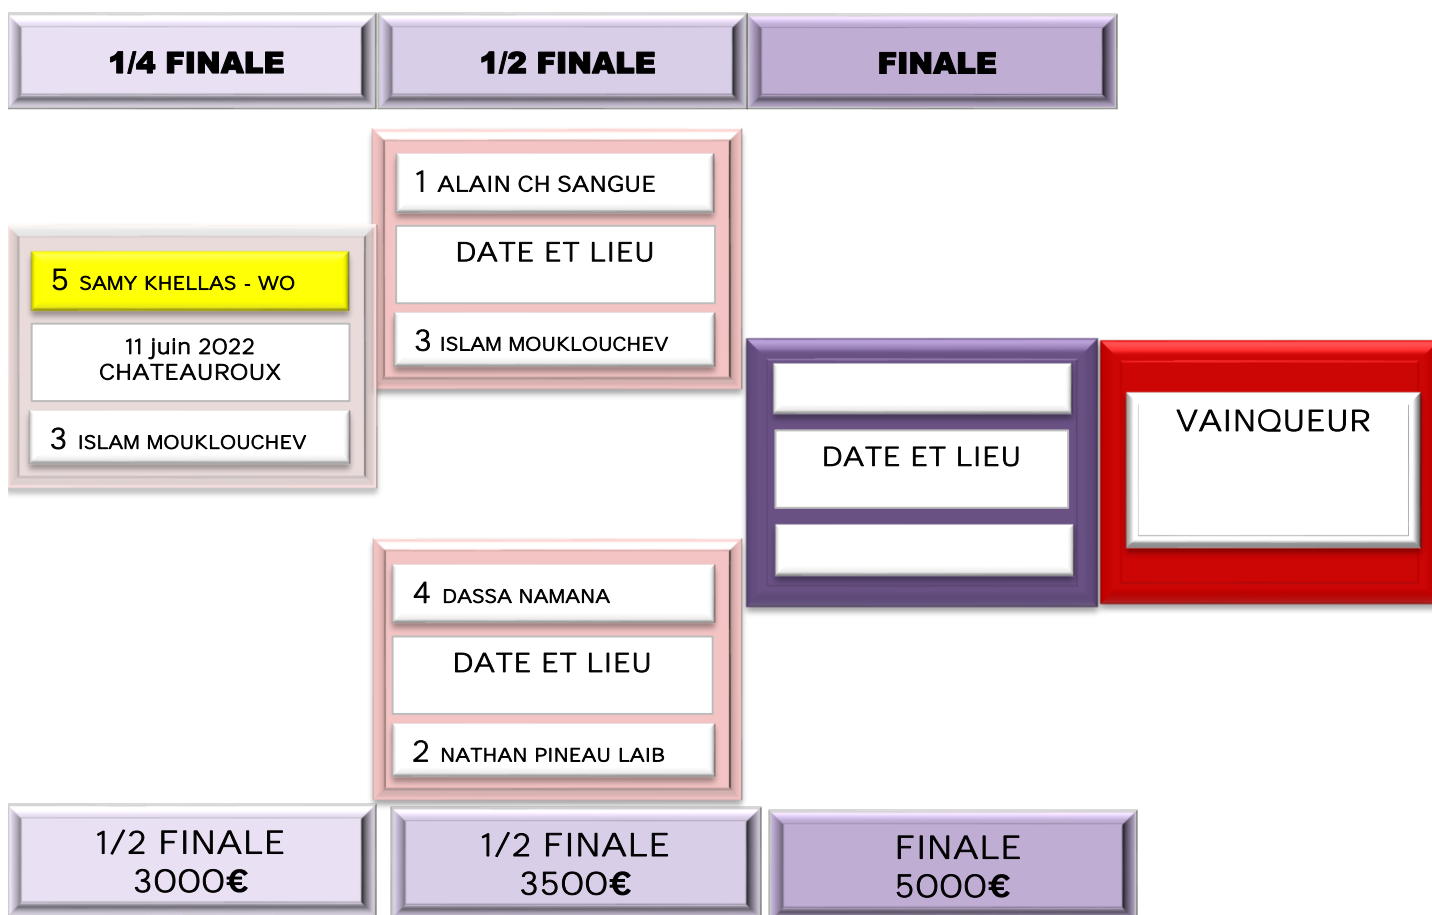 1/4 FINALE
1/2 FINALE
FINALE
1 ALAIN CH SANGUE
DATE ET LIEU
3 ISLAM MOUKLOUCHEV
5 SAMY KHELLAS - WO
11 juin 2022
CHATEAUROUX
3 ISLAM MOUKLOUCHEV
DATE ET LIEU
VAINQUEUR
4 DASSA NAMANA
DATE ET LIEU
2 NATHAN PINEAU LAIB
1/2 FINALE
3000€
1/2 FINALE
3500€
FINALE
5000€